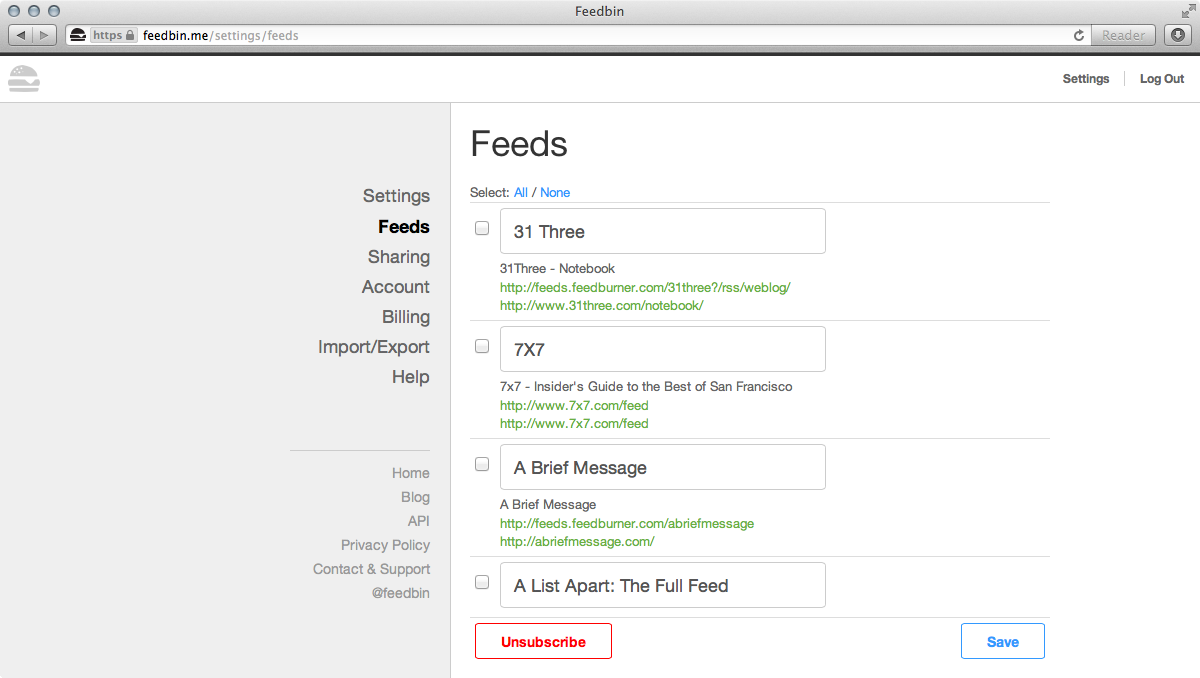 Feedbin
https feedbin.me/settings/feeds Reader
Settings Log Out
Feeds
Settings
Feeds
Sharing
Account
Billing
Import/Export
Help
Home
Blog
API
Privacy Policy
Contact & Support
@feedbin
Select: All / None
31 Three
31Three - Notebook
http://feeds.feedburner.com/31three?/rss/weblog/
http://www.31three.com/notebook/
7X7
7x7 - Insider's Guide to the Best of San Francisco
http://www.7x7.com/feed
http://www.7x7.com/feed
A Brief Message
A Brief Message
http://feeds.feedburner.com/abriefmessage
http://abriefmessage.com/
A List Apart: The Full Feed
Unsubscribe Save